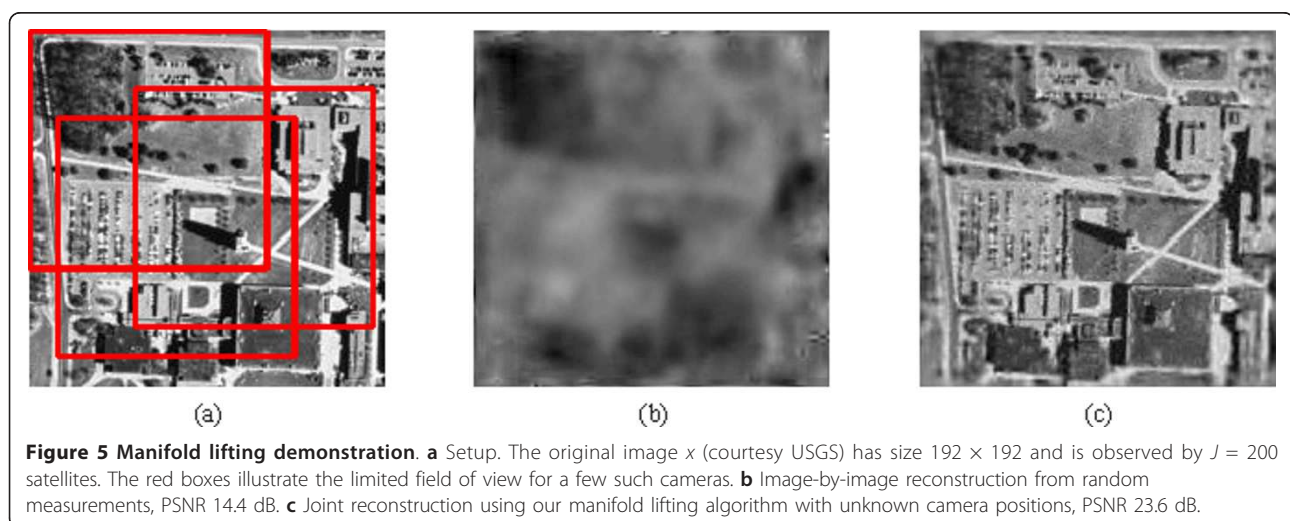 (a)
(b)
(c)
Figure 5 Manifold lifting demonstration. a Setup. The original image x (courtesy USGS) has size 192 × 192 and is observed by J = 200
satellites. The red boxes illustrate the limited field of view for a few such cameras. b Image-by-image reconstruction from random
measurements, PSNR 14.4 dB. c Joint reconstruction using our manifold lifting algorithm with unknown camera positions, PSNR 23.6 dB.